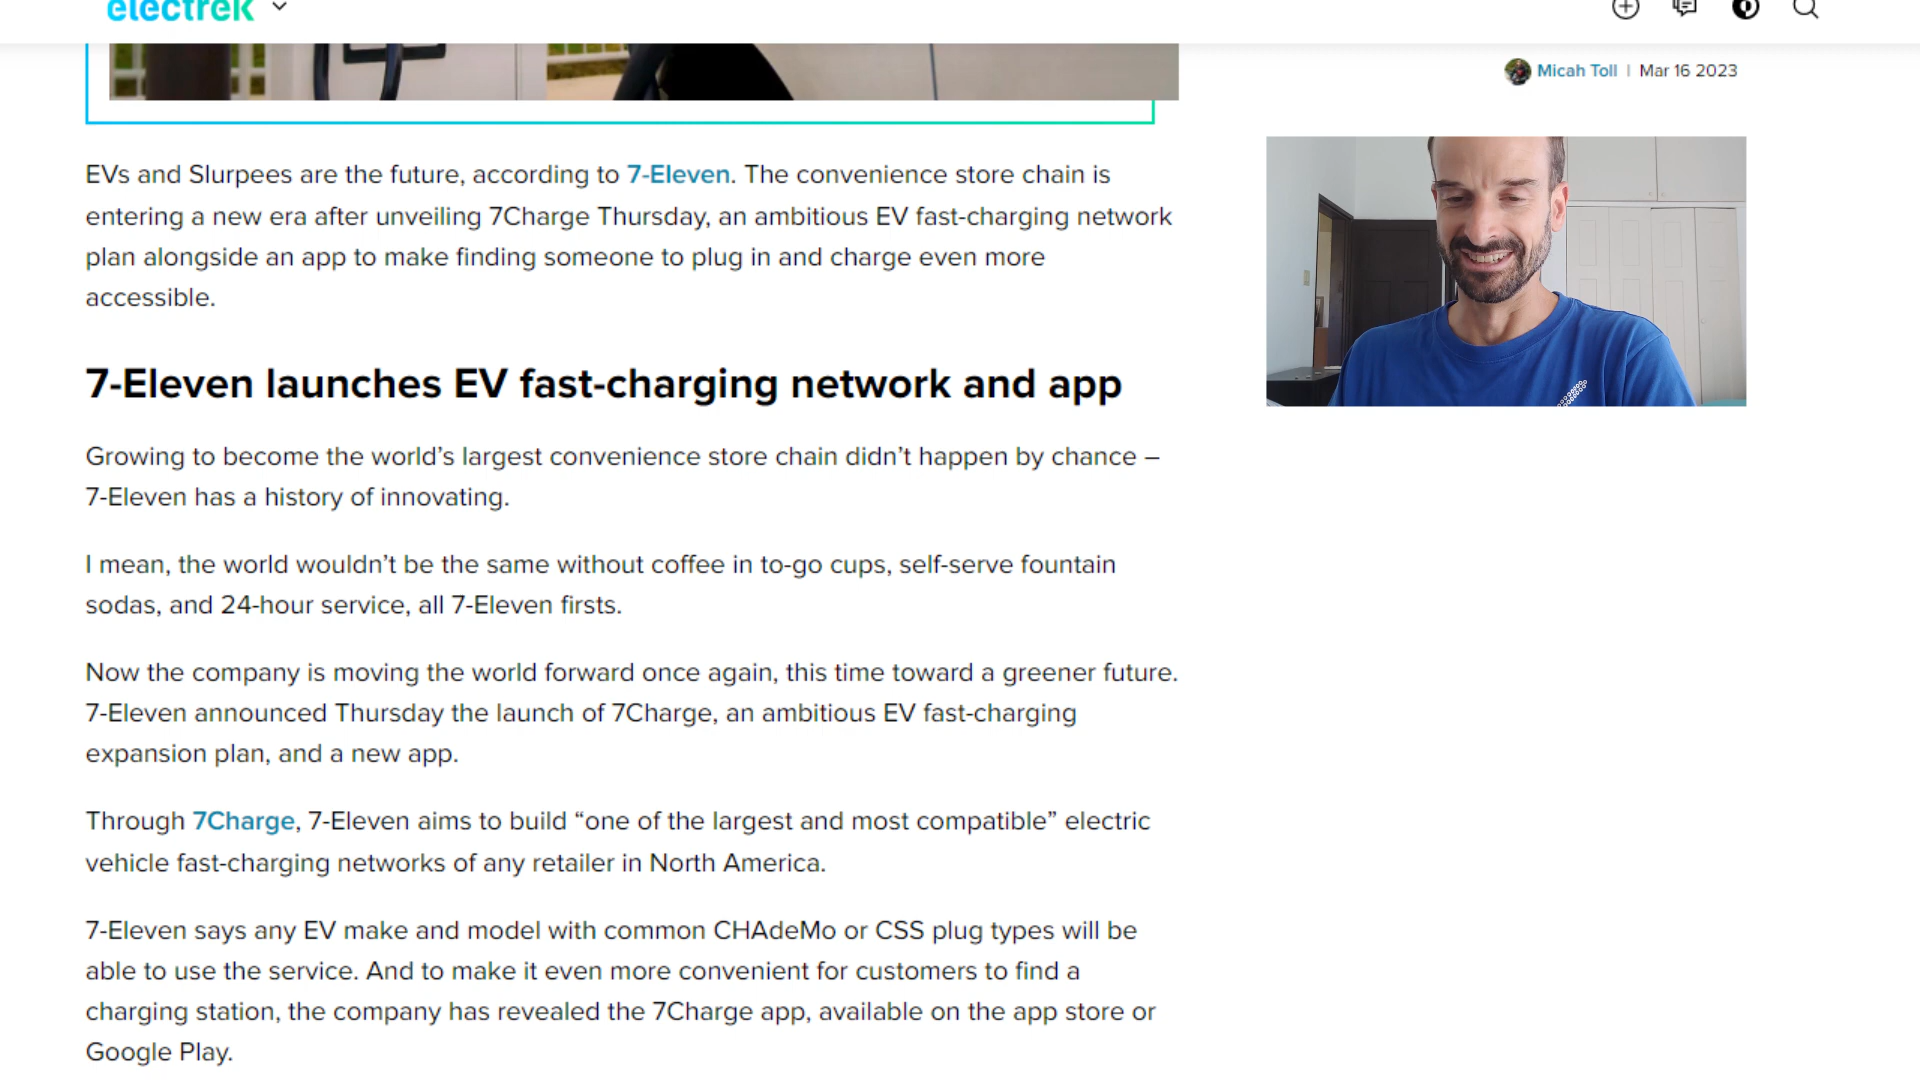 electrek
Micah Toll | Mar 16 2023
EVs and Slurpees are the future, according to 7-Eleven. The convenience store chain is
entering a new era after unveiling 7Charge Thursday, an ambitious EV fast-charging network
plan alongside an app to make finding someone to plug in and charge even more
accessible.
7-Eleven launches EV fast-charging network and app
Growing to become the world’s largest convenience store chain didn’t happen by chance –
7-Eleven has a history of innovating.
I mean, the world wouldn’t be the same without coffee in to-go cups, self-serve fountain
sodas, and 24-hour service, all 7-Eleven firsts.
Now the company is moving the world forward once again, this time toward a greener future.
7-Eleven announced Thursday the launch of 7Charge, an ambitious EV fast-charging
expansion plan, and a new app.
Through 7Charge, 7-Eleven aims to build “one of the largest and most compatible” electric
vehicle fast-charging networks of any retailer in North America.
7-Eleven says any EV make and model with common CHAdeMo or CSS plug types will be
able to use the service. And to make it even more convenient for customers to find a
charging station, the company has revealed the 7Charge app, available on the app store or
Google Play.